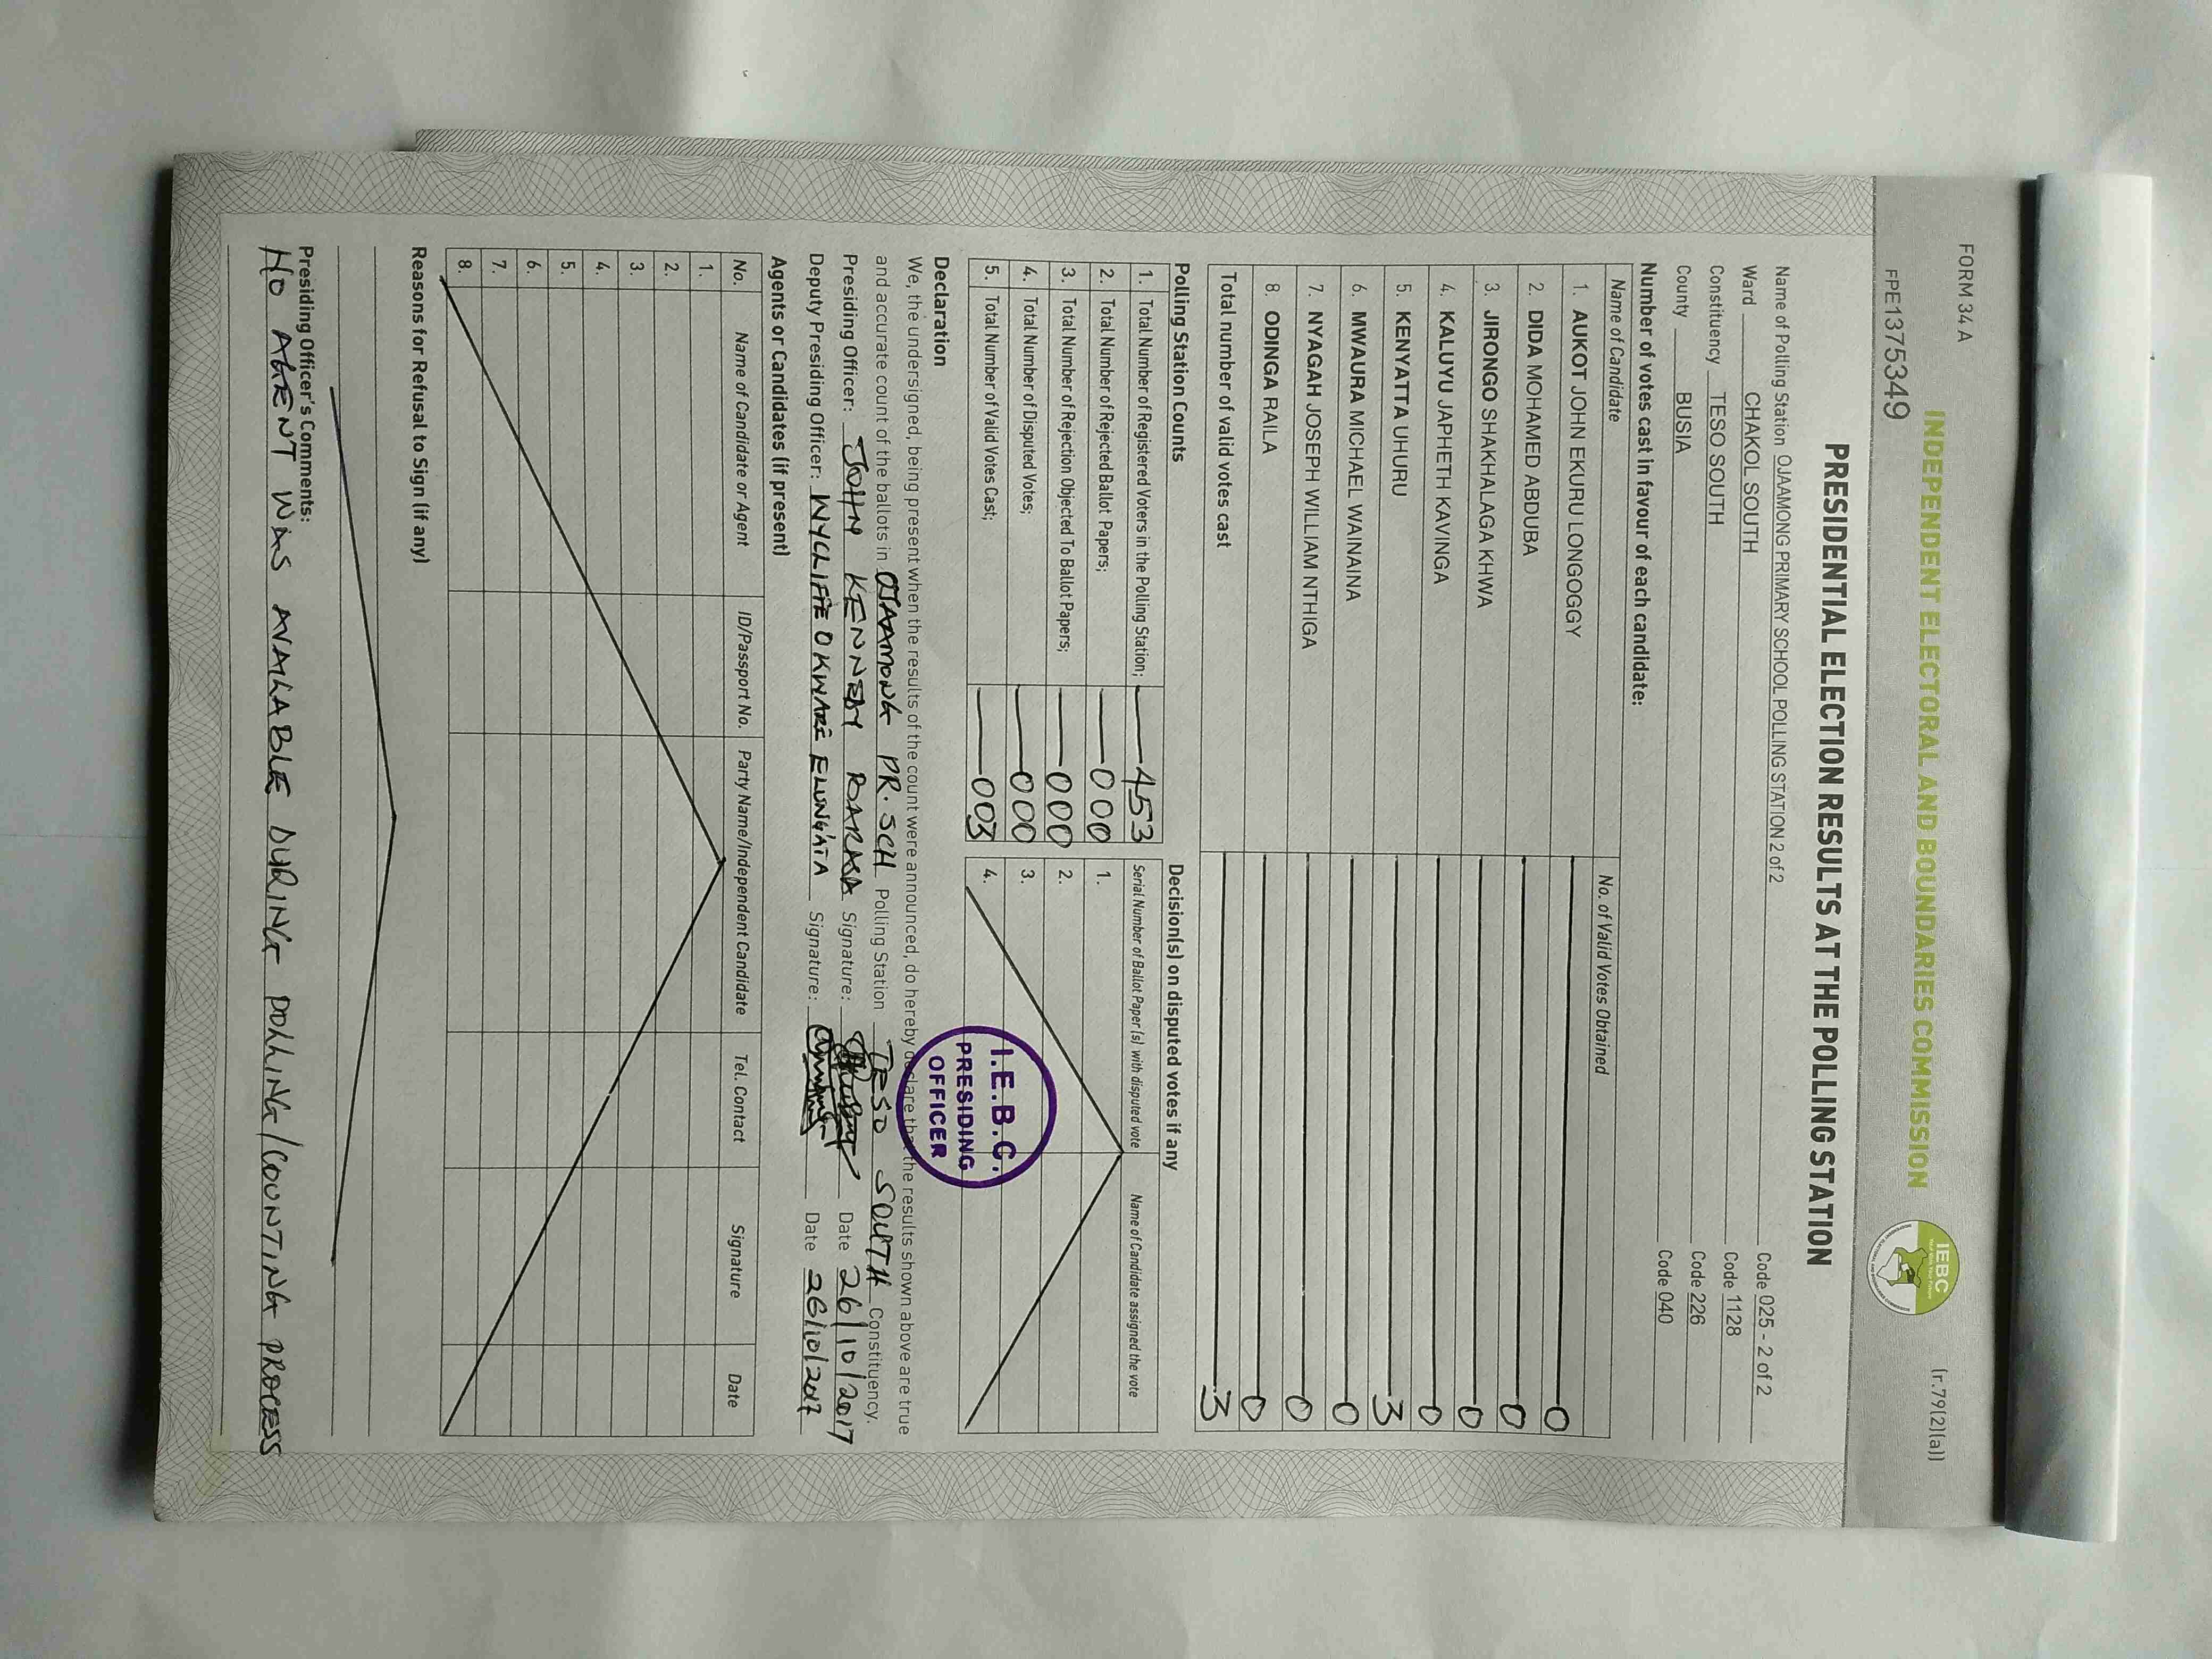 FORM 34 A
(r.79(2)(a))
INDEPENDENT ELECTORAL AND BOUNDARIES COMMISSION
IEBC
FPE1375349
PRESIDENTIAL ELECTION RESULTS AT THE POLLING STATION
Name of Polling Station OJAAMONG PRIMARY SCHOOL POLLING STATION 2 of 2 Code 025 - 2 of 2
Ward CHAKOL SOUTH Code 1128
Constituency TESO SOUTH Code 226
County BUSIA Code 040
Number of votes cast in favour of each candidate:
Name of Candidate No. of Valid Votes Obtained
1. AUKOT JOHN EKURU LONGOGGY 0
2. DIDA MOHAMED ABDUBA 0
3. JIRONGO SHAKHALAGA KHWA 0
4. KALUYU JAPHETH KAVINGA 0
5. KENYATTA UHURU 3
6. MWAURA MICHAEL WAINAINA 0
7. NYAGAH JOSEPH WILLIAM NTHIGA 0
8. ODINGA RAILA 0
Total number of valid votes cast 3
Polling Station Counts Decision(s) on disputed votes if any
1. Total Number of Registered Voters in the Polling Station; 453 Serial Number of Ballot Paper(s) with disputed vote Name of Candidate assigned the vote
2. Total Number of Rejected Ballot Papers; 000 1.
3. Total Number of Rejection Objected To Ballot Papers; 000 2.
4. Total Number of Disputed Votes; 000 3.
5. Total Number of Valid Votes Cast; 003 4.
I.E.B.C.
PRESIDING
OFFICER
Declaration
We, the undersigned, being present when the results of the count were announced, do hereby declare that the results shown above are true
and accurate count of the ballots in OJAAMONG PR. SCH Polling Station TESO SOUTH Constituency.
Presiding Officer: JOHN KENNEDY BARASA Signature: Date 26/10/2017
Deputy Presiding Officer: WYCLIFFE OKWARE ELUNGATA Signature: Date 26/10/2017
Agents or Candidates (if present)
No. Name of Candidate or Agent ID/Passport No. Party Name/Independent Candidate Tel. Contact Signature Date
1.
2.
3.
4.
5.
6.
7.
8.
Reasons for Refusal to Sign (if any)
Presiding Officer's Comments:
NO AGENT WAS AVAILABLE DURING POLLING/COUNTING PROCESS